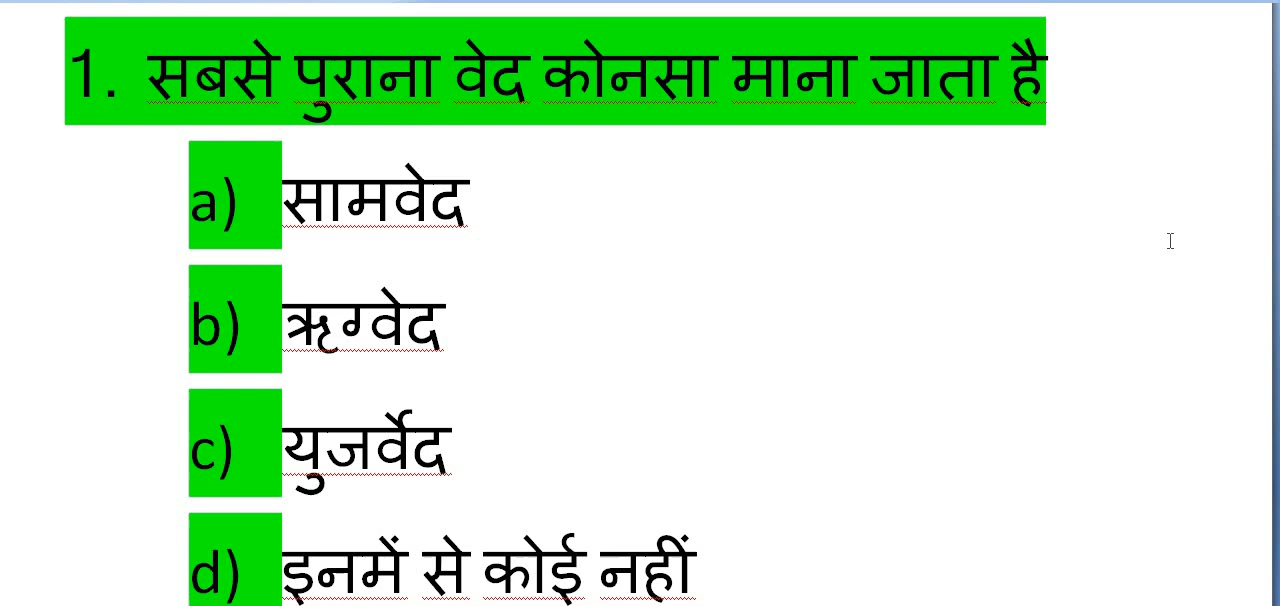 1. सबसे पुराना वेद कोनसा माना जाता है
a) सामवेद
b) ऋग्वेद
c) युजर्वेद
d) इनमें से कोई नहीं